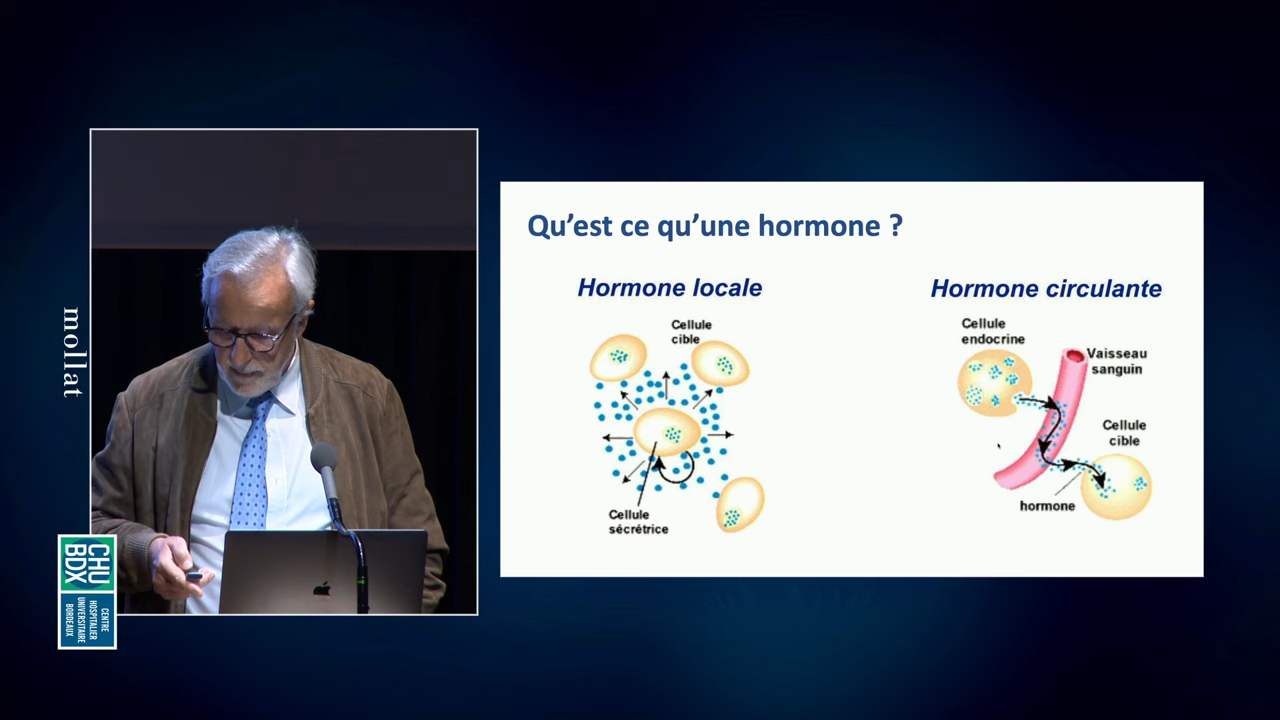 mollat
CHU
BDX
CENTRE
HOSPITALIER
UNIVERSITAIRE
BORDEAUX
Qu’est ce qu’une hormone ?
Hormone locale
Cellule
cible
Cellule
sécrétrice
Hormone circulante
Cellule
endocrine
Vaisseau
sanguin
Cellule
cible
hormone